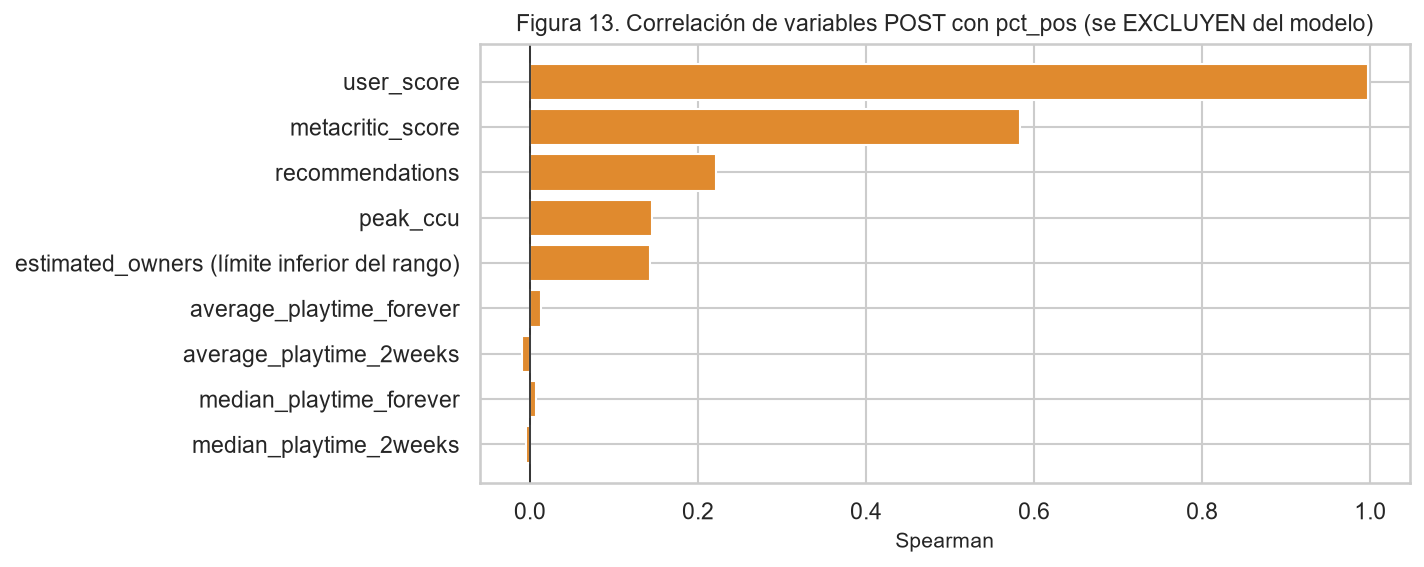 Figura 13. Correlación de variables POST con pct_pos (se EXCLUYEN del modelo)
user_score
metacritic_score
recommendations
peak_ccu
estimated_owners (límite inferior del rango)
average_playtime_forever
average_playtime_2weeks
median_playtime_forever
median_playtime_2weeks
0.0 0.2 0.4 0.6 0.8 1.0
Spearman